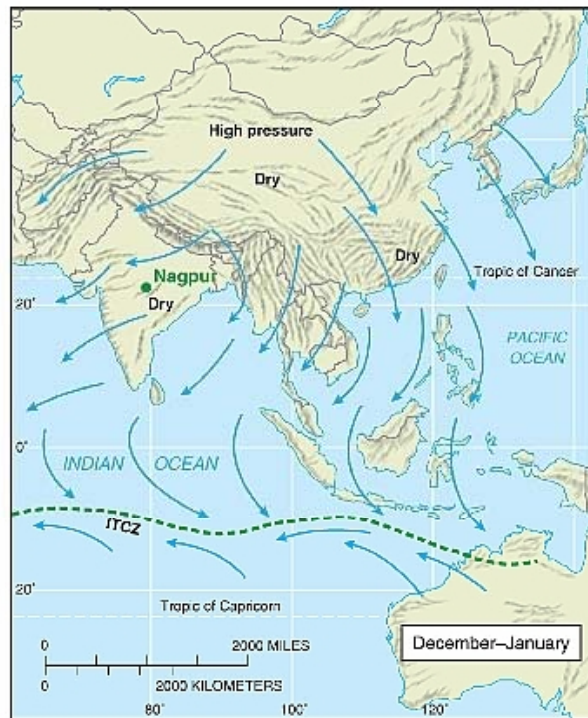 High pressure
Dry
Dry
Tropic of Cancer
Nagpur
Dry
20°
PACIFIC
OCEAN
0°
INDIAN OCEAN
ITCZ
20°
Tropic of Capricorn
December–January
0 2000 MILES
0 2000 KILOMETERS
80° 100° 120°